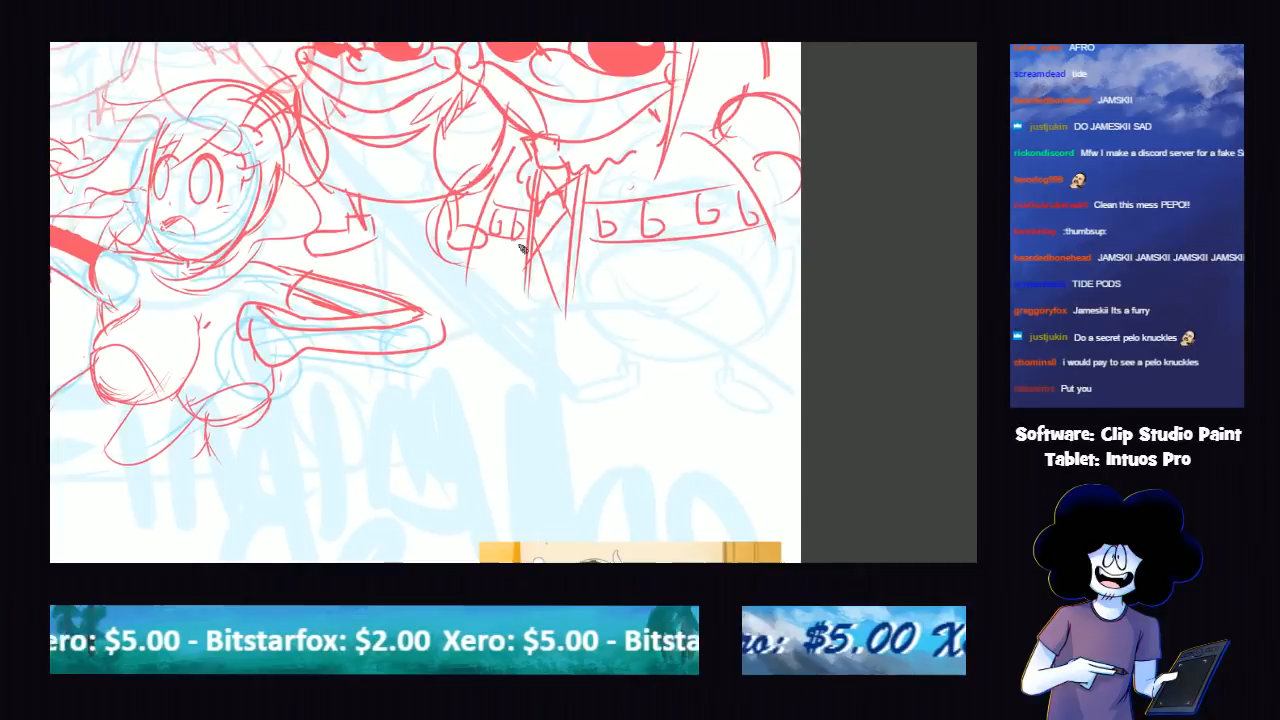 AFRO
screamdead tide
JAMSKII
justjukin DO JAMESKII SAD
rickondiscord Mfw I make a discord server for a fake S
Clean this mess PEPO!!
:thumbsup:
beardedbonehead JAMSKII JAMSKII JAMSKII JAMSKI
TIDE PODS
greggoryfox Jameskii Its a furry
justjukin Do a secret pelo knuckles
i would pay to see a pelo knuckles
Put you
Software: Clip Studio Paint
Tablet: Intuos Pro
ero: $5.00 - Bitstarfox: $2.00 Xero: $5.00 - Bitsta
ro: $5.00 X